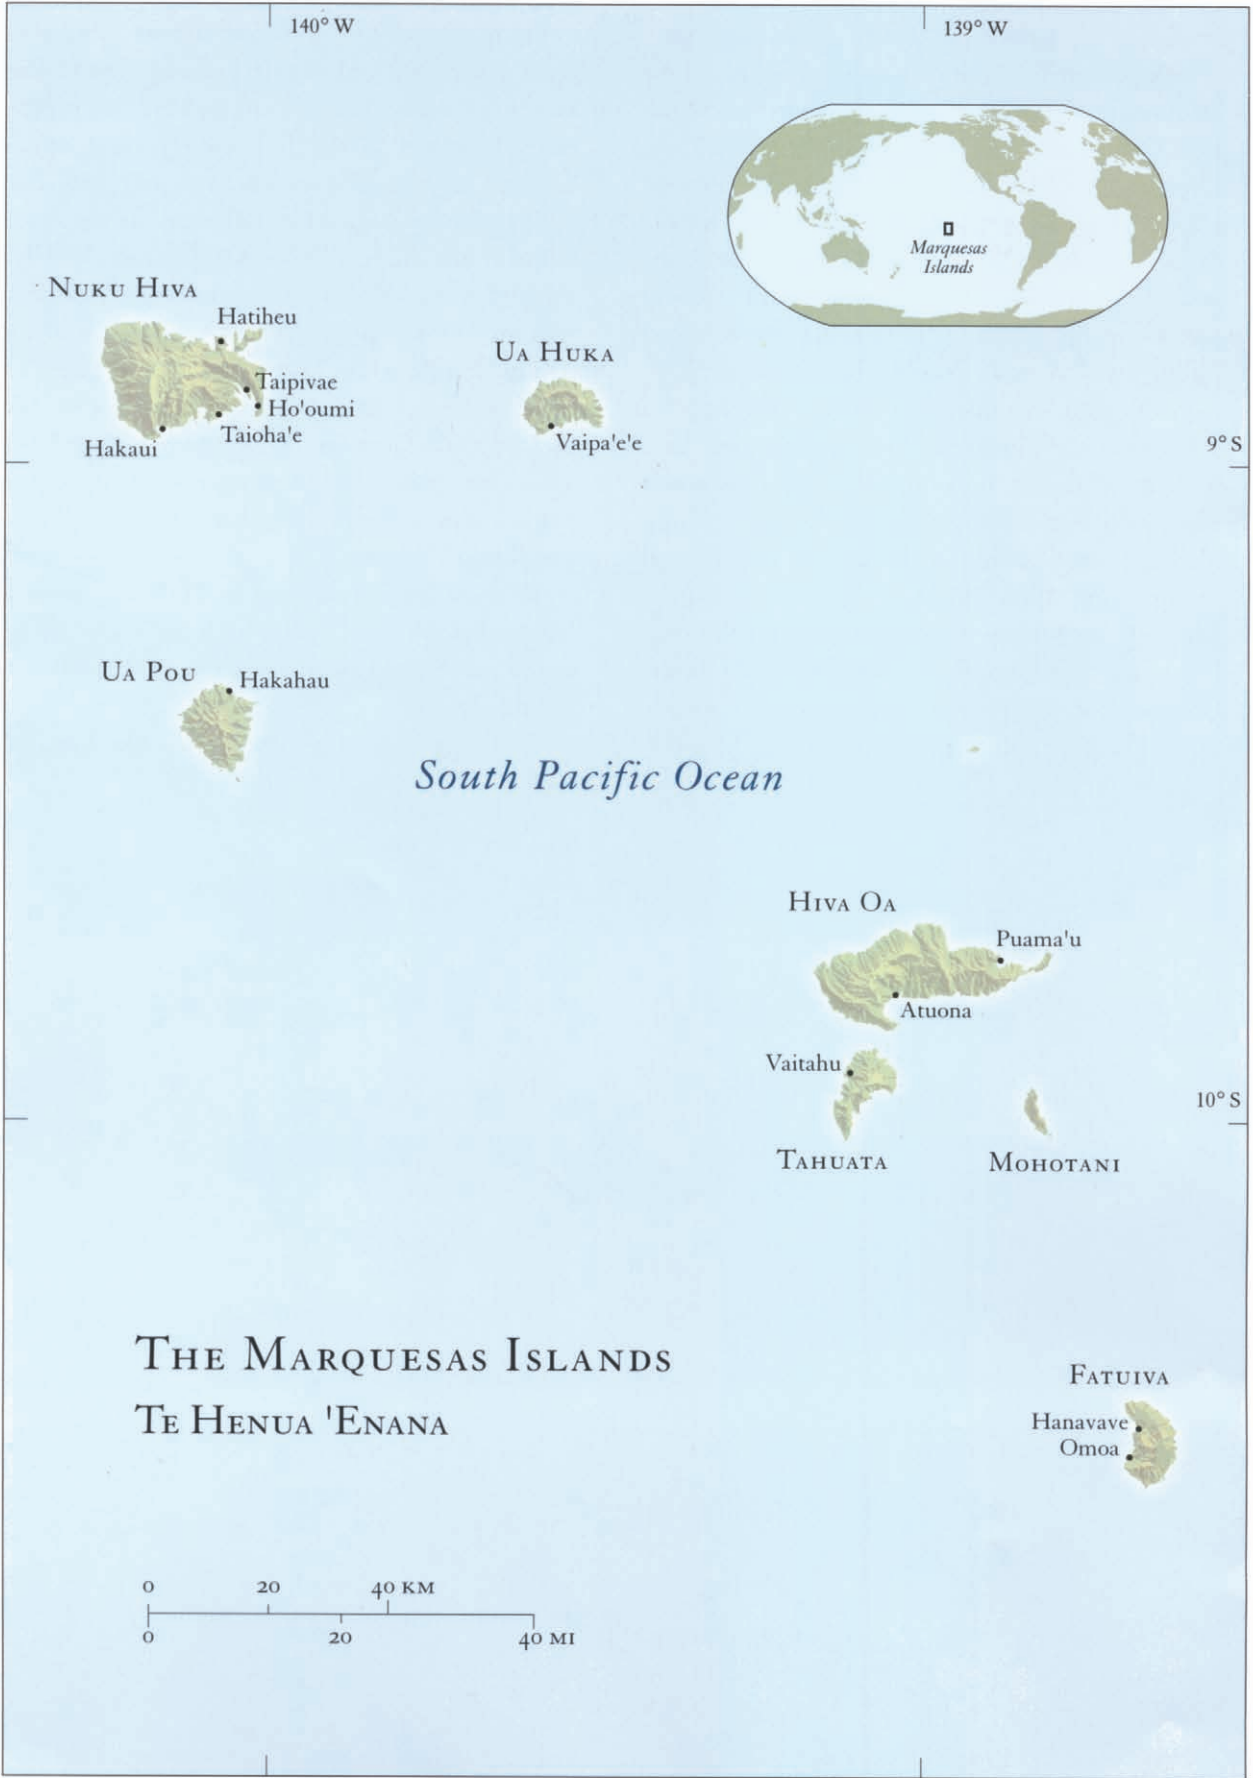 140° W
139° W
Marquesas
Islands
NUKU HIVA
Hatiheu
Taipivae
Ho'oumi
Taioha'e
Hakaui
UA HUKA
Vaipa'e'e
9° S
UA POU
Hakahau
South Pacific Ocean
HIVA OA
Puama'u
Atuona
Vaitahu
10° S
TAHUATA
MOHOTANI
THE MARQUESAS ISLANDS
TE HENUA 'ENANA
FATUIVA
Hanavave
Omoa
0 20 40 KM
0 20 40 MI